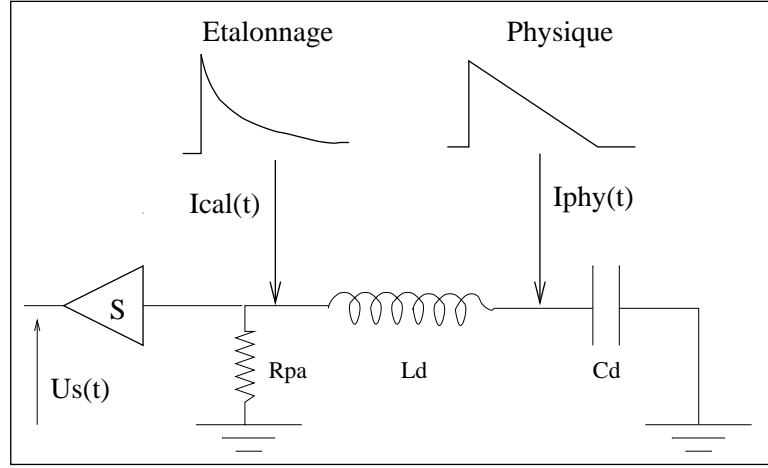 Etalonnage
Physique
Ical(t)
Iphy(t)
S
Rpa
Ld
Cd
Us(t)